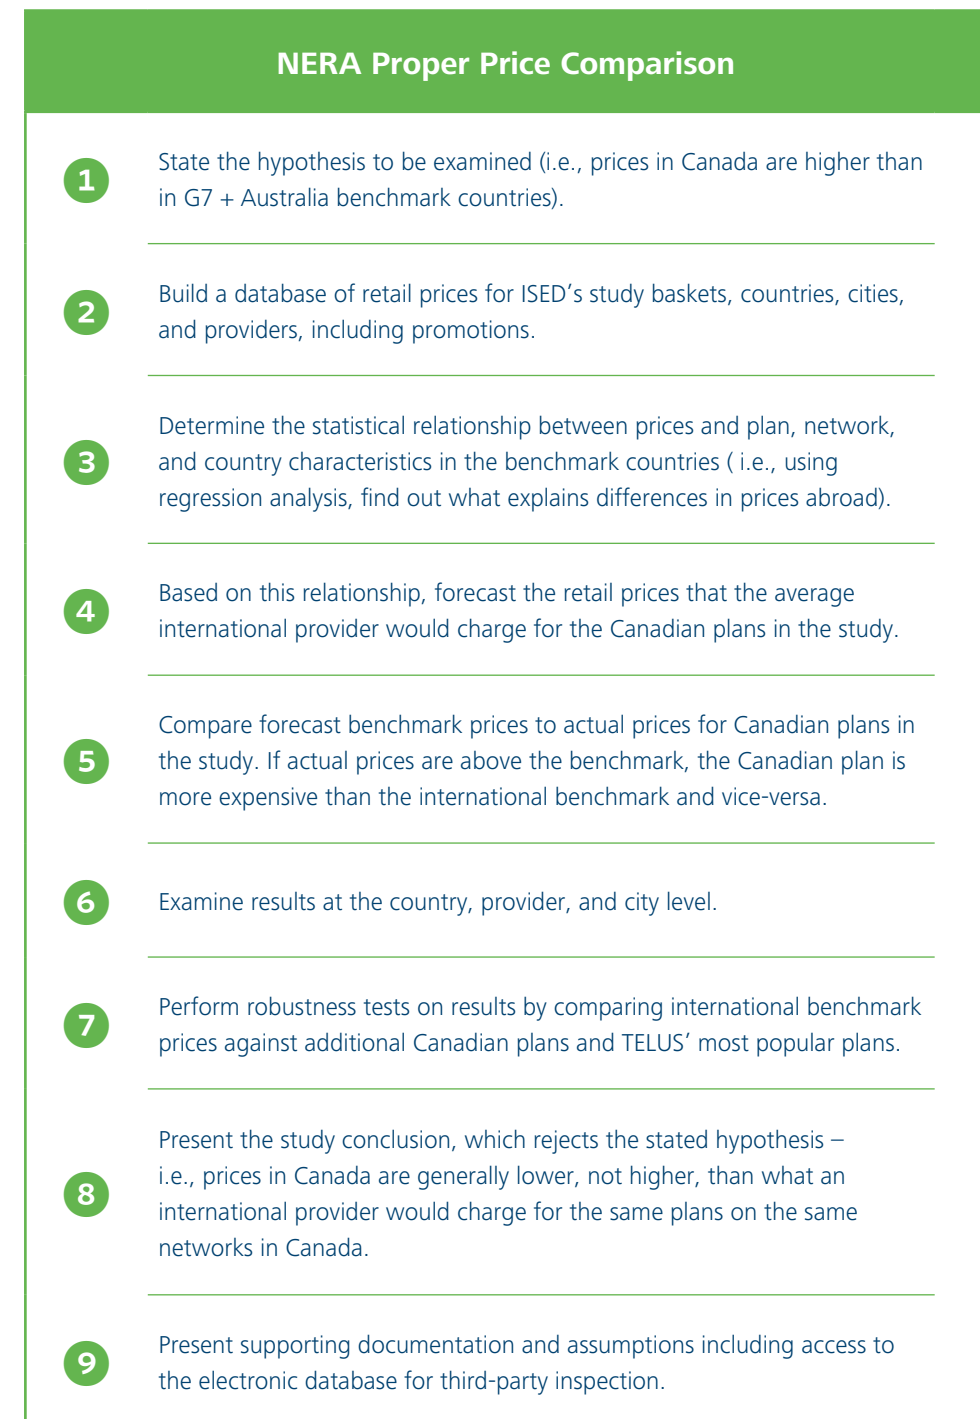 NERA Proper Price Comparison
1
State the hypothesis to be examined (i.e., prices in Canada are higher than
in G7 + Australia benchmark countries).
2
Build a database of retail prices for ISED’s study baskets, countries, cities,
and providers, including promotions.
3
Determine the statistical relationship between prices and plan, network,
and country characteristics in the benchmark countries ( i.e., using
regression analysis, find out what explains differences in prices abroad).
4
Based on this relationship, forecast the retail prices that the average
international provider would charge for the Canadian plans in the study.
5
Compare forecast benchmark prices to actual prices for Canadian plans in
the study. If actual prices are above the benchmark, the Canadian plan is
more expensive than the international benchmark and vice-versa.
6
Examine results at the country, provider, and city level.
7
Perform robustness tests on results by comparing international benchmark
prices against additional Canadian plans and TELUS’ most popular plans.
8
Present the study conclusion, which rejects the stated hypothesis –
i.e., prices in Canada are generally lower, not higher, than what an
international provider would charge for the same plans on the same
networks in Canada.
9
Present supporting documentation and assumptions including access to
the electronic database for third-party inspection.